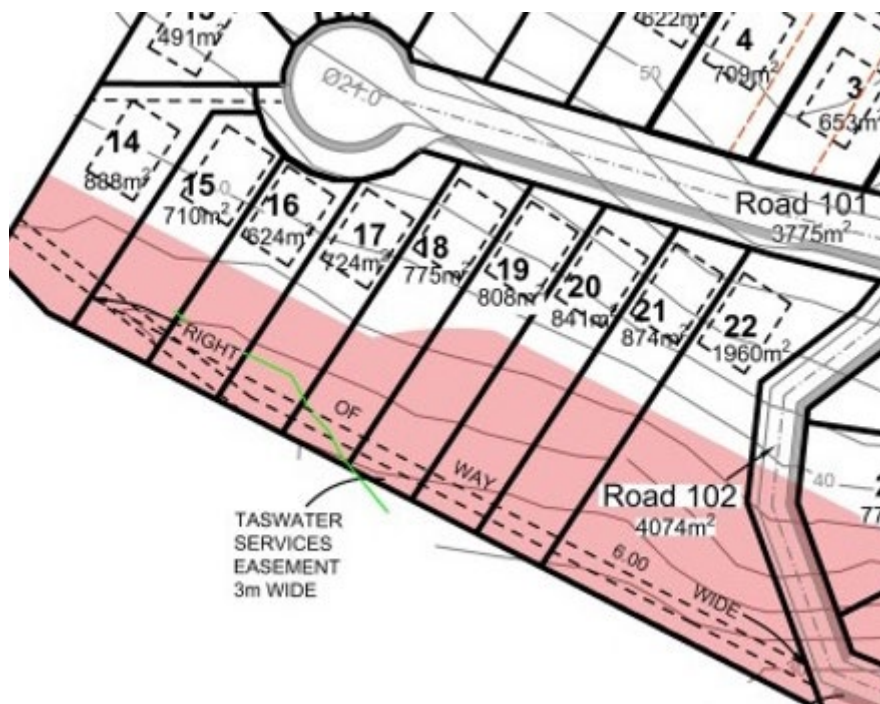 491m²
622m²
4
709m²
3
653m²
50
Ø21.0
14
888m²
15
710m²
16
624m²
17
724m²
18
775m²
19
808m²
20
841m²
21
874m²
22
1960m²
Road 101
3775m²
RIGHT
OF
WAY
6.00
WIDE
Road 102
4074m²
40
TASWATER
SERVICES
EASEMENT
3m WIDE